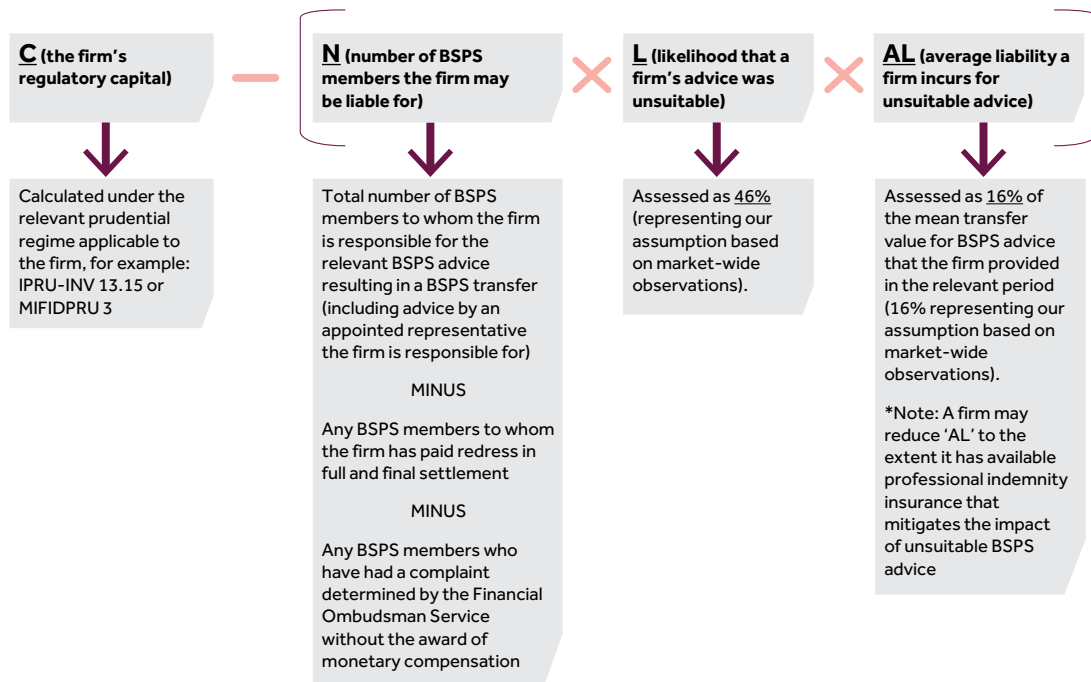 C (the firm's
regulatory capital)
N (number of BSPS
members the firm may
be liable for)
L (likelihood that a
firm's advice was
unsuitable)
AL (average liability a
firm incurs for
unsuitable advice)
Calculated under the
relevant prudential
regime applicable to
the firm, for example:
IPRU-INV 13.15 or
MIFIDPRU 3
Total number of BSPS
members to whom the firm
is responsible for the
relevant BSPS advice
resulting in a BSPS transfer
(including advice by an
appointed representative
the firm is responsible for)
MINUS
Any BSPS members to whom
the firm has paid redress in
full and final settlement
MINUS
Any BSPS members who
have had a complaint
determined by the Financial
Ombudsman Service
without the award of
monetary compensation
Assessed as 46%
(representing our
assumption based
on market-wide
observations).
Assessed as 16% of
the mean transfer
value for BSPS advice
that the firm provided
in the relevant period
(16% representing our
assumption based on
market-wide
observations).
*Note: A firm may
reduce 'AL' to the
extent it has available
professional indemnity
insurance that
mitigates the impact
of unsuitable BSPS
advice